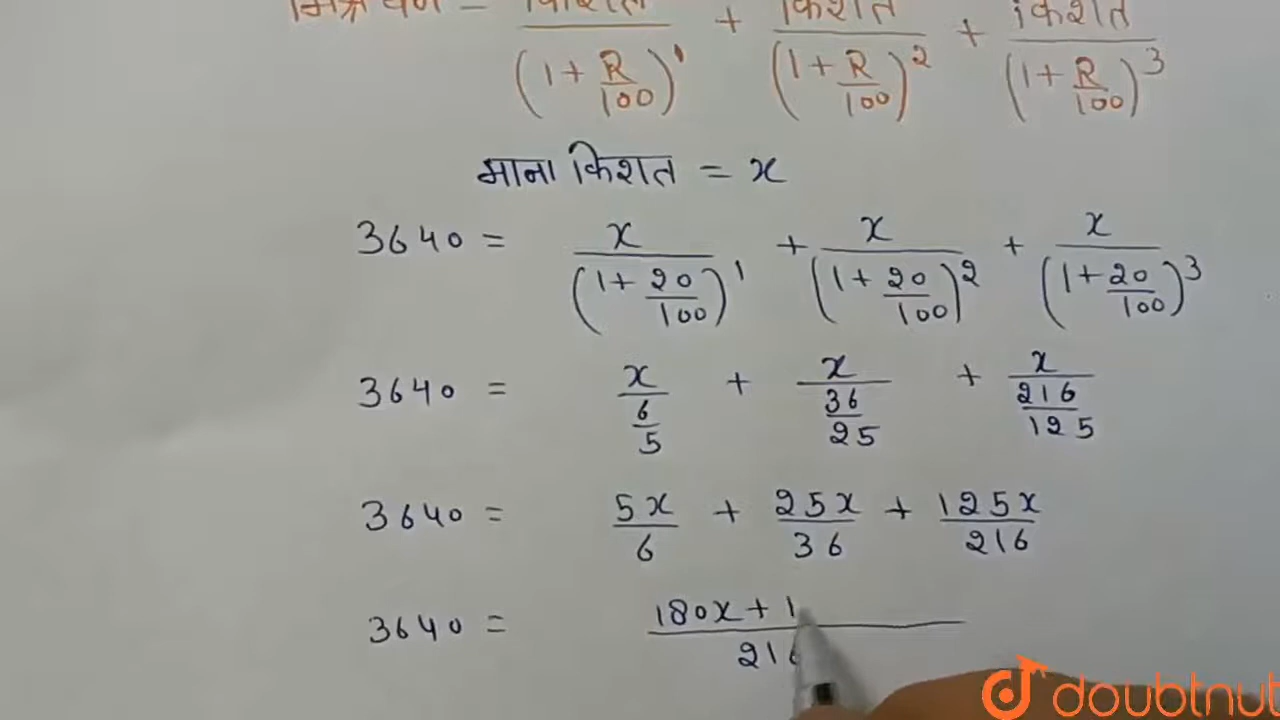 मिश्रधन = किशत / (1 + R/100)^1 + किशत / (1 + R/100)^2 + किशत / (1 + R/100)^3
माना किशत = x
3640 = x / (1 + 20/100)^1 + x / (1 + 20/100)^2 + x / (1 + 20/100)^3
3640 = x / (6/5) + x / (36/25) + x / (216/125)
3640 = 5x/6 + 25x/36 + 125x/216
3640 = 180x + 1 / 216
doubtnut